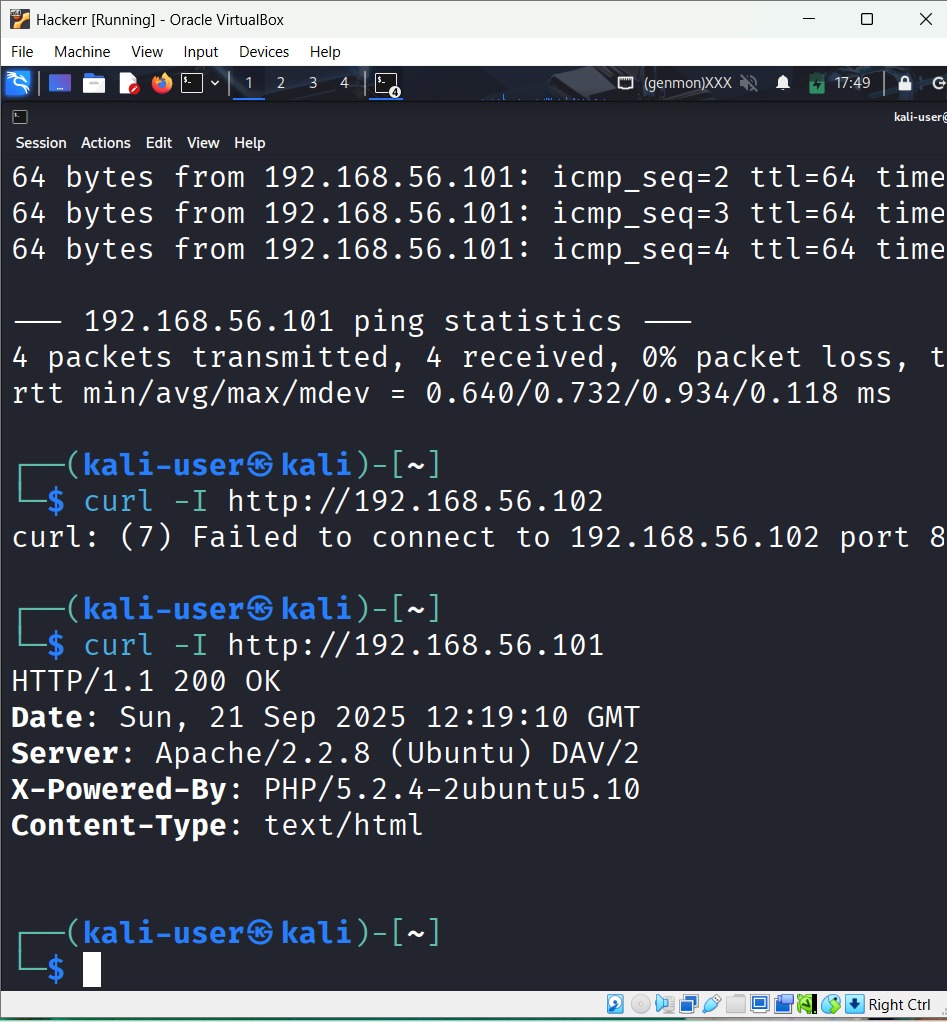 Hackerr [Running] - Oracle VirtualBox
File Machine View Input Devices Help
1 2 3 4 4 (genmon)XXX 17:49
kali-user@
Session Actions Edit View Help
64 bytes from 192.168.56.101: icmp_seq=2 ttl=64 time
64 bytes from 192.168.56.101: icmp_seq=3 ttl=64 time
64 bytes from 192.168.56.101: icmp_seq=4 ttl=64 time
--- 192.168.56.101 ping statistics ---
4 packets transmitted, 4 received, 0% packet loss, t
rtt min/avg/max/mdev = 0.640/0.732/0.934/0.118 ms
┌──(kali-user㉿kali)-[~]
└─$ curl -I http://192.168.56.102
curl: (7) Failed to connect to 192.168.56.102 port 8
┌──(kali-user㉿kali)-[~]
└─$ curl -I http://192.168.56.101
HTTP/1.1 200 OK
Date: Sun, 21 Sep 2025 12:19:10 GMT
Server: Apache/2.2.8 (Ubuntu) DAV/2
X-Powered-By: PHP/5.2.4-2ubuntu5.10
Content-Type: text/html
┌──(kali-user㉿kali)-[~]
└─$
Right Ctrl